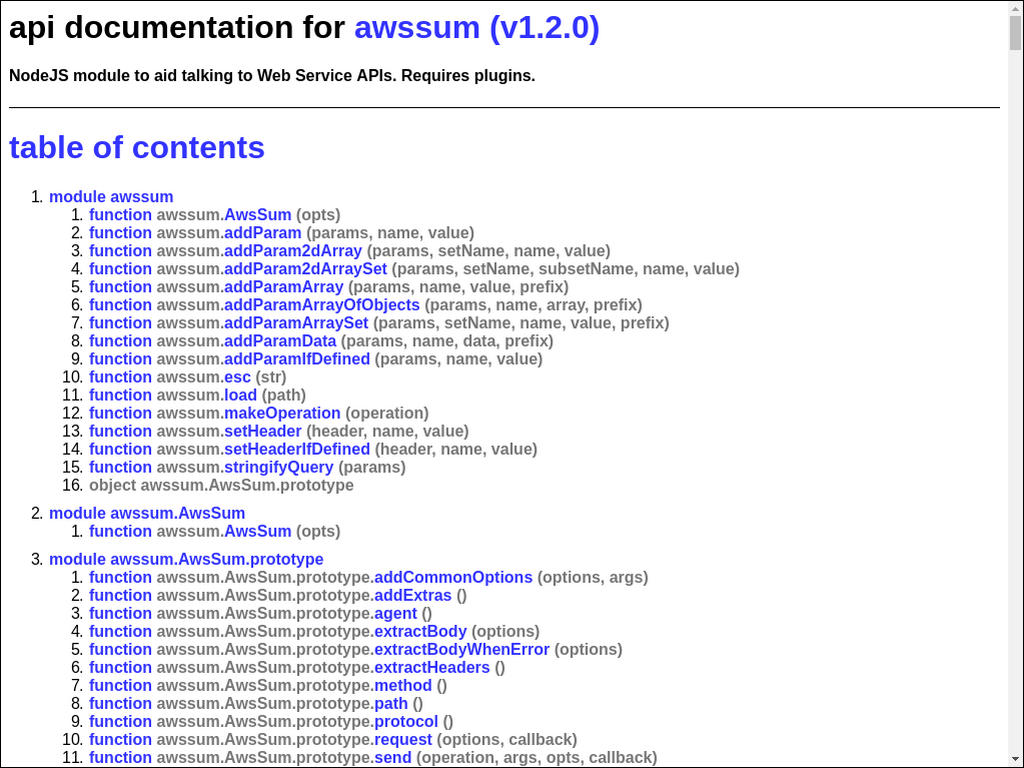 api documentation for awssum (v1.2.0)
NodeJS module to aid talking to Web Service APIs. Requires plugins.
table of contents
1. module awssum
1. function awssum.AwsSum (opts)
2. function awssum.addParam (params, name, value)
3. function awssum.addParam2dArray (params, setName, name, value)
4. function awssum.addParam2dArraySet (params, setName, subsetName, name, value)
5. function awssum.addParamArray (params, name, value, prefix)
6. function awssum.addParamArrayOfObjects (params, name, array, prefix)
7. function awssum.addParamArraySet (params, setName, name, value, prefix)
8. function awssum.addParamData (params, name, data, prefix)
9. function awssum.addParamIfDefined (params, name, value)
10. function awssum.esc (str)
11. function awssum.load (path)
12. function awssum.makeOperation (operation)
13. function awssum.setHeader (header, name, value)
14. function awssum.setHeaderIfDefined (header, name, value)
15. function awssum.stringifyQuery (params)
16. object awssum.AwsSum.prototype
2. module awssum.AwsSum
1. function awssum.AwsSum (opts)
3. module awssum.AwsSum.prototype
1. function awssum.AwsSum.prototype.addCommonOptions (options, args)
2. function awssum.AwsSum.prototype.addExtras ()
3. function awssum.AwsSum.prototype.agent ()
4. function awssum.AwsSum.prototype.extractBody (options)
5. function awssum.AwsSum.prototype.extractBodyWhenError (options)
6. function awssum.AwsSum.prototype.extractHeaders ()
7. function awssum.AwsSum.prototype.method ()
8. function awssum.AwsSum.prototype.path ()
9. function awssum.AwsSum.prototype.protocol ()
10. function awssum.AwsSum.prototype.request (options, callback)
11. function awssum.AwsSum.prototype.send (operation, args, opts, callback)